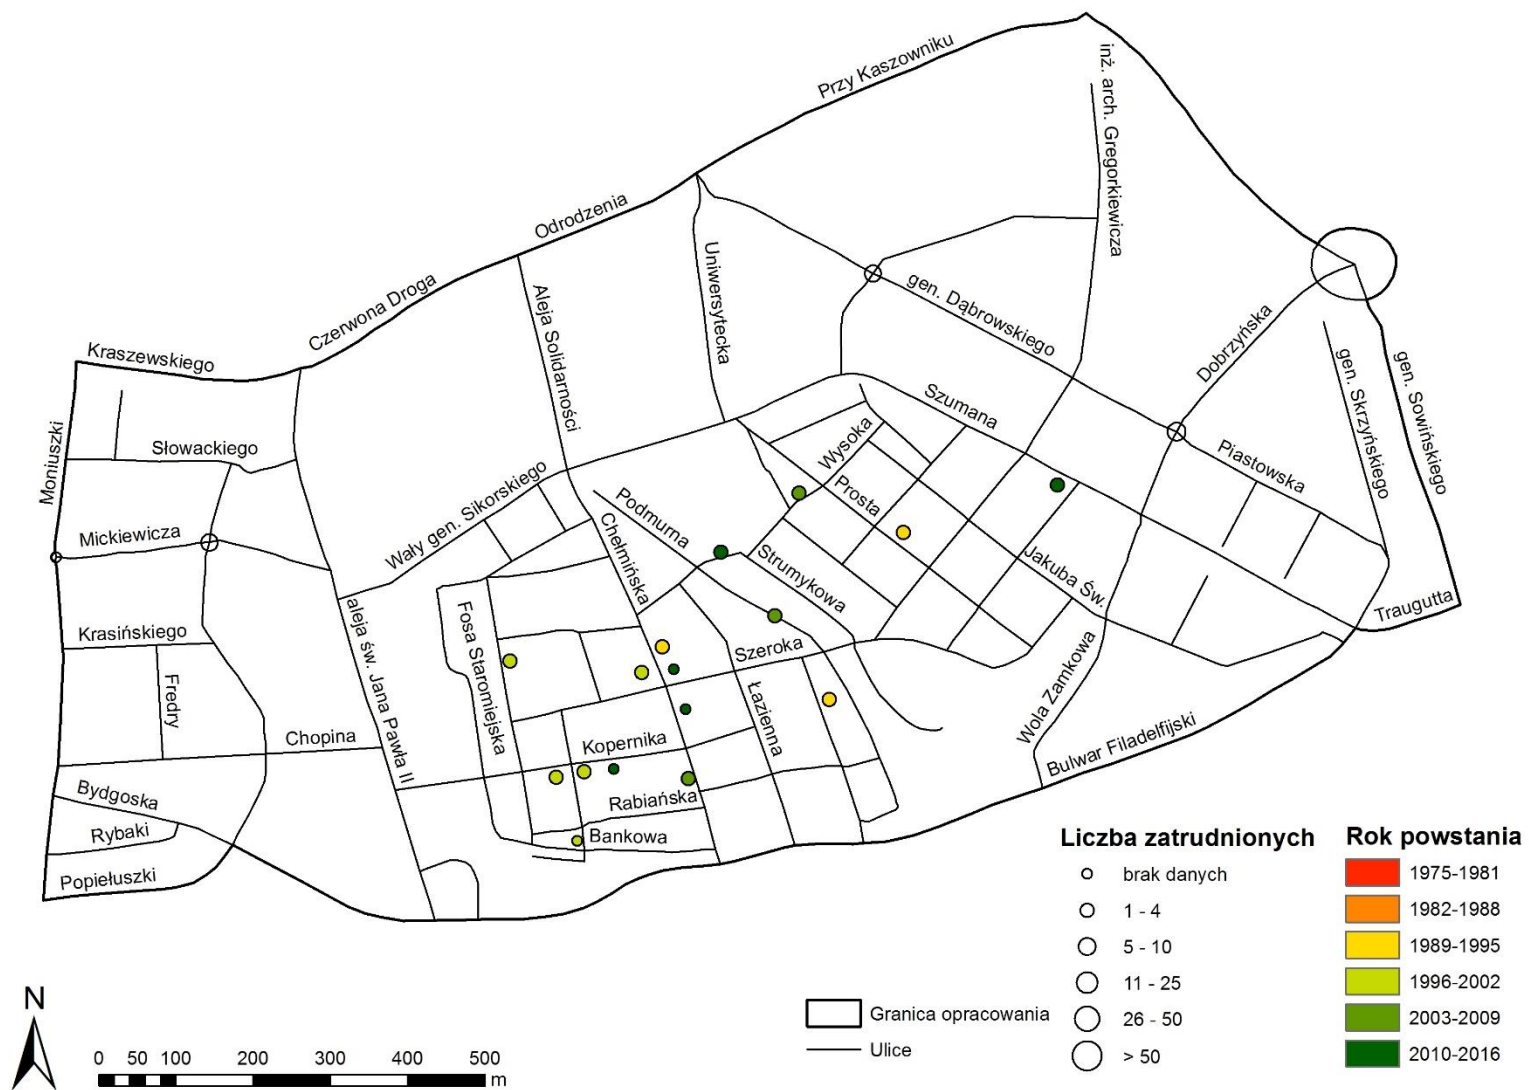 Przy Kaszowniku
inż. arch. Gregorkiewicza
Odrodzenia
Uniwersytecka
Czerwona Droga
Aleja Solidarności
gen. Dąbrowskiego
Dobrzyńska
gen. Skrzyńskiego
gen. Sowińskiego
Kraszewskiego
Szumana
Moniuszki
Słowackiego
Wysoka
Piastowska
Wały gen. Sikorskiego
Podmurna
Prosta
Mickiewicza
Chełmińska
Strumykowa
Jakuba Św.
Traugutta
Krasińskiego
aleja św. Jana Pawła II
Fosa Staromiejska
Szeroka
Wola Zamkowa
Fredry
Łazienna
Chopina
Kopernika
Bulwar Filadelfijski
Bydgoska
Rabiańska
Rybaki
Bankowa
Popiełuszki
Liczba zatrudnionych
brak danych
1 - 4
5 - 10
11 - 25
26 - 50
> 50
Rok powstania
1975-1981
1982-1988
1989-1995
1996-2002
2003-2009
2010-2016
Granica opracowania
Ulice
N
0 50 100 200 300 400 500
m